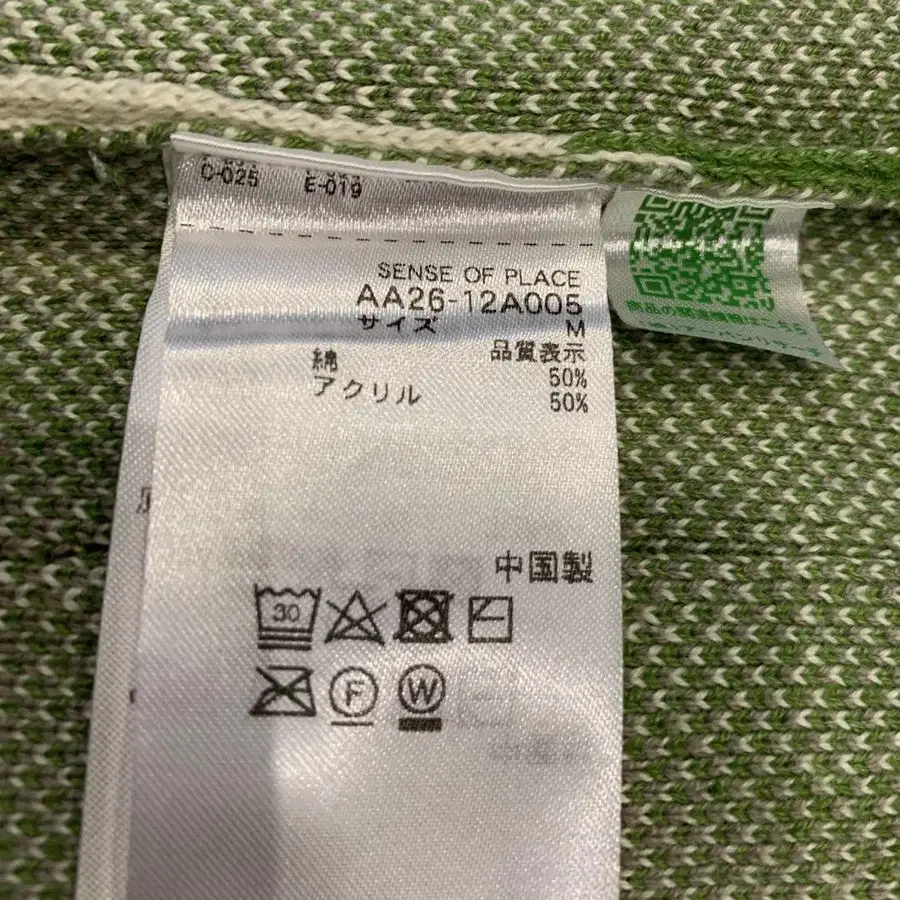 C-025 E-019
SENSE OF PLACE
AA26-12A005
サイズ M
品質表示
綿 50%
アクリル 50%
中国製
30
F W